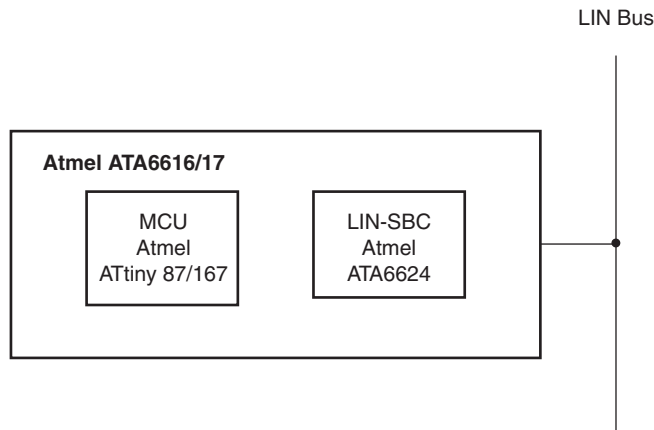 LIN Bus
Atmel ATA6616/17
MCU
Atmel
ATtiny 87/167
LIN-SBC
Atmel
ATA6624